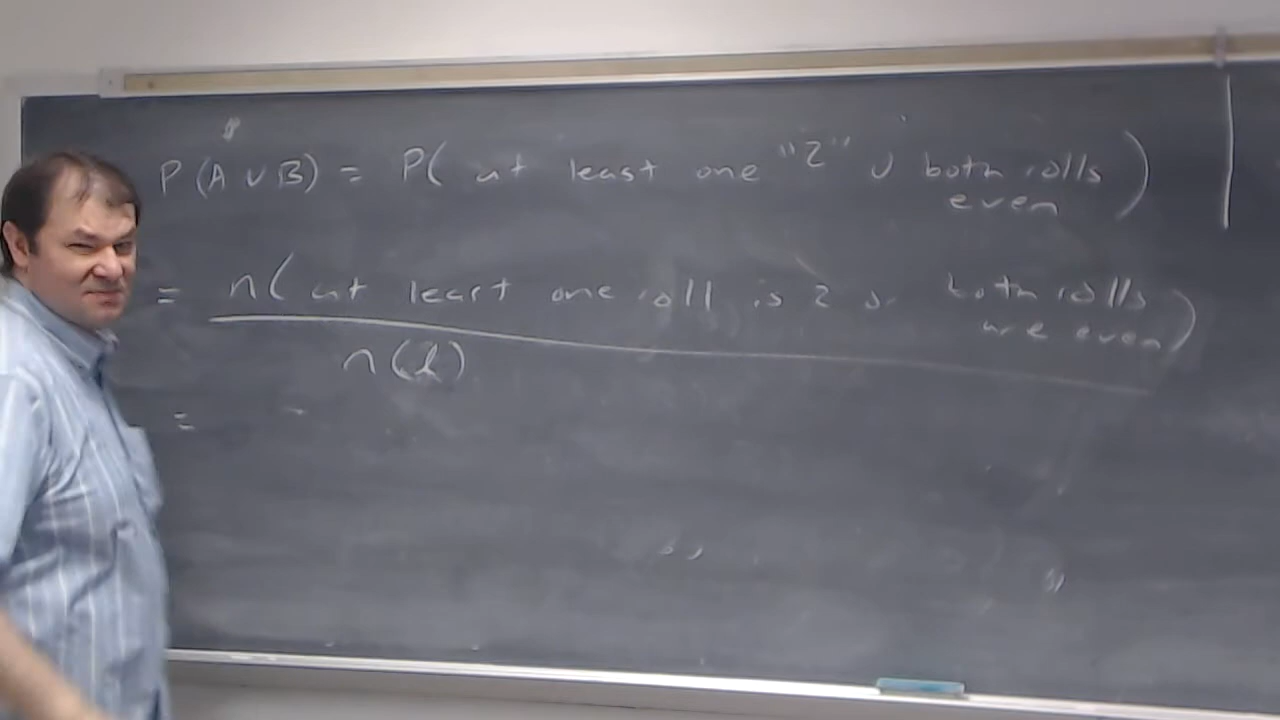 P(A ∪ B) = P( at least one "2" ∪ both rolls
even )
= n( at least one roll is 2 or both rolls
are even)
n(S)
=